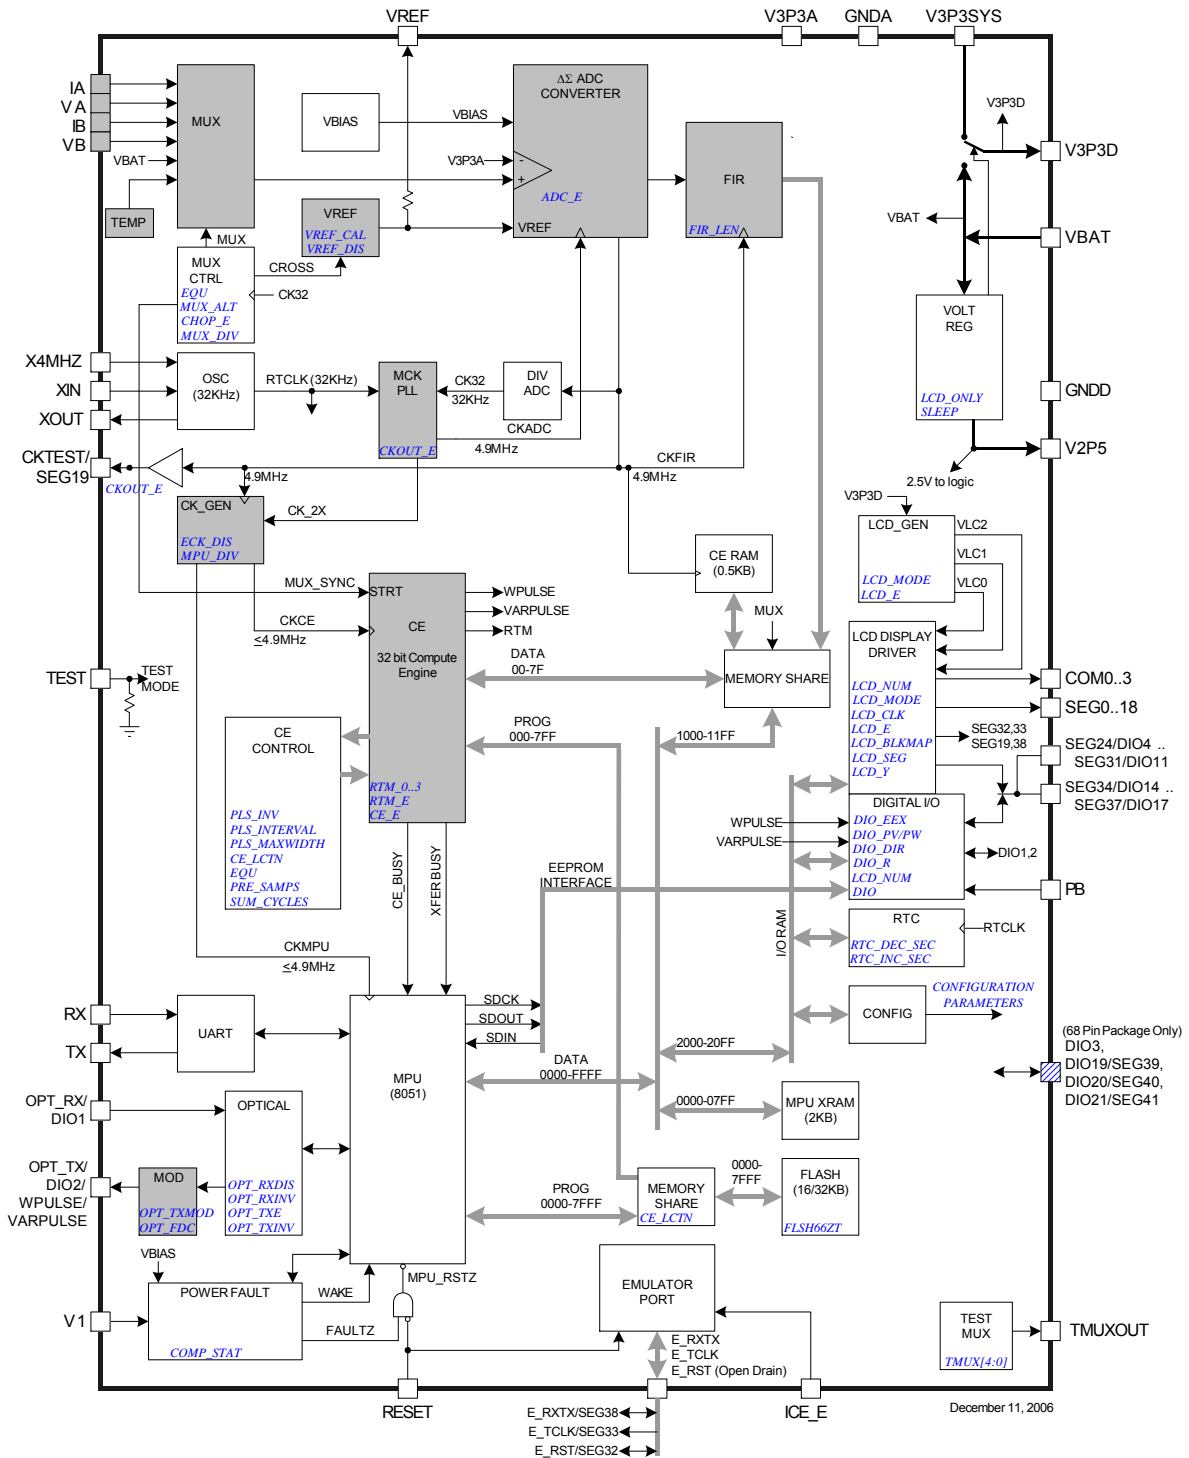 VREF
V3P3A
GNDA
V3P3SYS
IA
VA
IB
VB
VBAT
TEMP
MUX
VBIAS
VBIAS
V3P3A
ΔΣ ADC
CONVERTER
-
+
ADC_E
VREF
FIR
FIR_LEN
V3P3D
V3P3D
VBAT
VBAT
VREF
VREF_CAL
VREF_DIS
MUX
MUX
CTRL
EQU
MUX_ALT
CHOP_E
MUX_DIV
CROSS
CK32
VOLT
REG
LCD_ONLY
SLEEP
GNDD
V2P5
2.5V to logic
X4MHZ
XIN
XOUT
OSC
(32KHz)
RTCLK (32KHz)
MCK
PLL
CKOUT_E
CK32
32KHz
DIV
ADC
CKADC
4.9MHz
CKFIR
4.9MHz
CKTEST/
SEG19
CKOUT_E
4.9MHz
CK_GEN
ECK_DIS
MPU_DIV
CK_2X
V3P3D
LCD_GEN
LCD_MODE
LCD_E
VLC2
VLC1
VLC0
CE RAM
(0.5KB)
MUX_SYNC
STRT
CE
32 bit Compute
Engine
RTM_0..3
RTM_E
CE_E
CKCE
≤4.9MHz
WPULSE
VARPULSE
RTM
DATA
00-7F
MUX
MEMORY SHARE
PROG
000-7FF
1000-11FF
TEST
TEST
MODE
CE
CONTROL
PLS_INV
PLS_INTERVAL
PLS_MAXWIDTH
CE_LCTN
EQU
PRE_SAMPS
SUM_CYCLES
LCD DISPLAY
DRIVER
LCD_NUM
LCD_MODE
LCD_CLK
LCD_E
LCD_BLKMAP
LCD_SEG
LCD_Y
COM0..3
SEG0..18
SEG32,33
SEG19,38
SEG24/DIO4 ..
SEG31/DIO11
SEG34/DIO14 ..
SEG37/DIO17
DIGITAL I/O
DIO_EEX
DIO_PV/PW
DIO_DIR
DIO_R
LCD_NUM
DIO
WPULSE
VARPULSE
DIO1,2
PB
CE_BUSY
XFER BUSY
EEPROM
INTERFACE
I/O RAM
RTC
RTC_DEC_SEC
RTC_INC_SEC
RTCLK
CKMPU
≤4.9MHz
CONFIG
CONFIGURATION
PARAMETERS
RX
TX
UART
MPU
(8051)
SDCK
SDOUT
SDIN
2000-20FF
DATA
0000-FFFF
0000-07FF
MPU XRAM
(2KB)
(68 Pin Package Only)
DIO3,
DIO19/SEG39,
DIO20/SEG40,
DIO21/SEG41
OPT_RX/
DIO1
OPTICAL
OPT_RXDIS
OPT_RXINV
OPT_TXE
OPT_TXINV
OPT_TX/
DIO2/
WPULSE/
VARPULSE
MOD
OPT_TXMOD
OPT_FDC
PROG
0000-7FFF
MEMORY
SHARE
CE_LCTN
0000-
7FFF
FLASH
(16/32KB)
FLSH66ZT
VBIAS
V1
POWER FAULT
COMP_STAT
WAKE
FAULTZ
MPU_RSTZ
EMULATOR
PORT
E_RXTX
E_TCLK
E_RST (Open Drain)
TEST
MUX
TMUX[4:0]
TMUXOUT
RESET
ICE_E
E_RXTX/SEG38
E_TCLK/SEG33
E_RST/SEG32
December 11, 2006